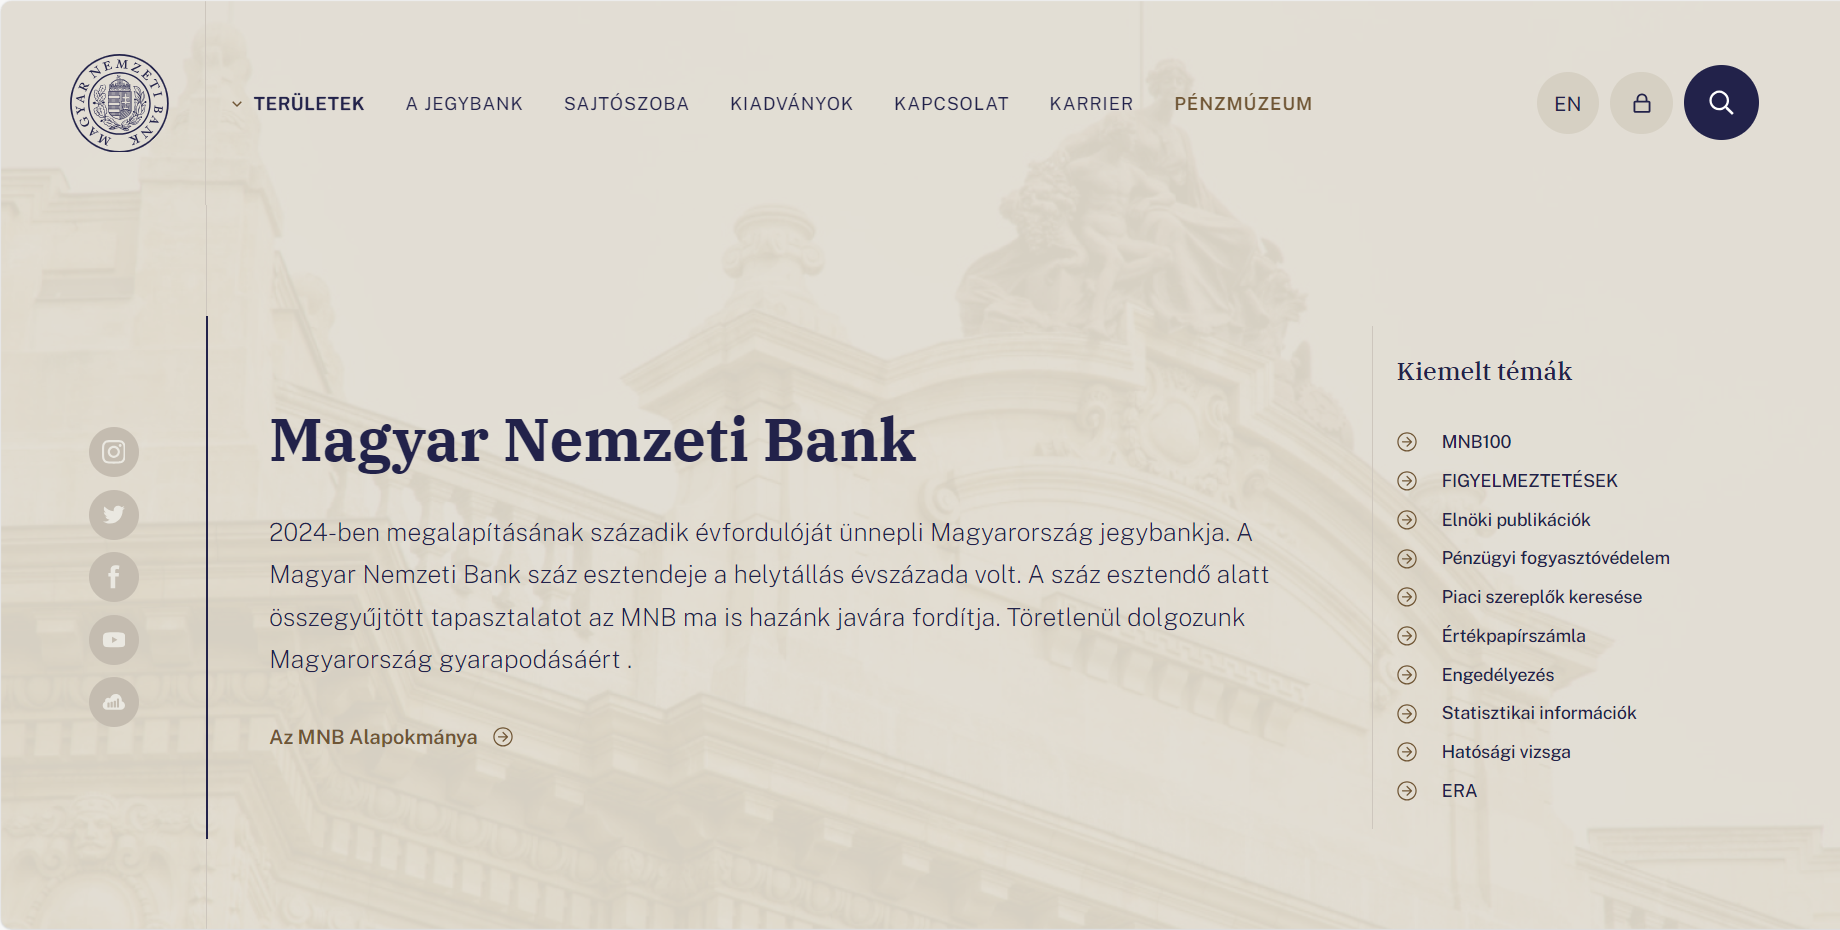 MAGYAR NEMZETI BANK
TERÜLETEK
A JEGYBANK
SAJTÓSZOBA
KIADVÁNYOK
KAPCSOLAT
KARRIER
PÉNZMÚZEUM
EN
Magyar Nemzeti Bank
2024-ben megalapításának századik évfordulóját ünnepli Magyarország jegybankja. A
Magyar Nemzeti Bank száz esztendeje a helytállás évszázada volt. A száz esztendő alatt
összegyűjtött tapasztalatot az MNB ma is hazánk javára fordítja. Töretlenül dolgozunk
Magyarország gyarapodásáért .
Az MNB Alapokmánya
Kiemelt témák
MNB100
FIGYELMEZTETÉSEK
Elnöki publikációk
Pénzügyi fogyasztóvédelem
Piaci szereplők keresése
Értékpapírszámla
Engedélyezés
Statisztikai információk
Hatósági vizsga
ERA